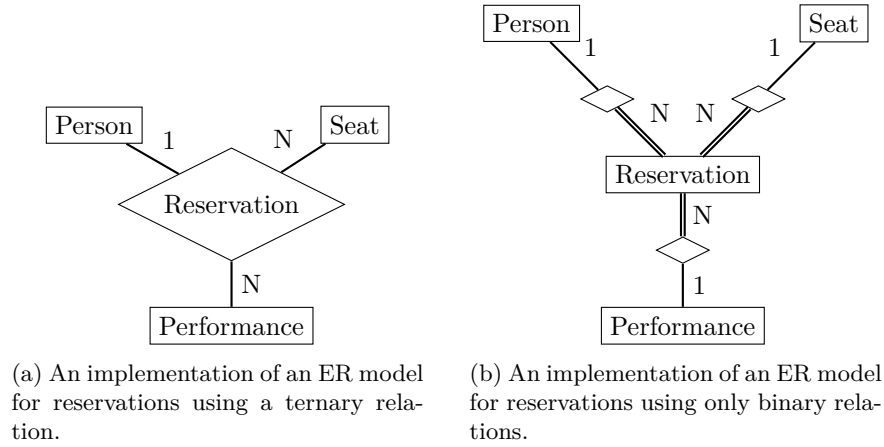 Person
Seat
1
N
Reservation
N
Performance
(a) An implementation of an ER model
for reservations using a ternary rela-
tion.
Person
Seat
1
1
N
N
Reservation
N
1
Performance
(b) An implementation of an ER model
for reservations using only binary rela-
tions.